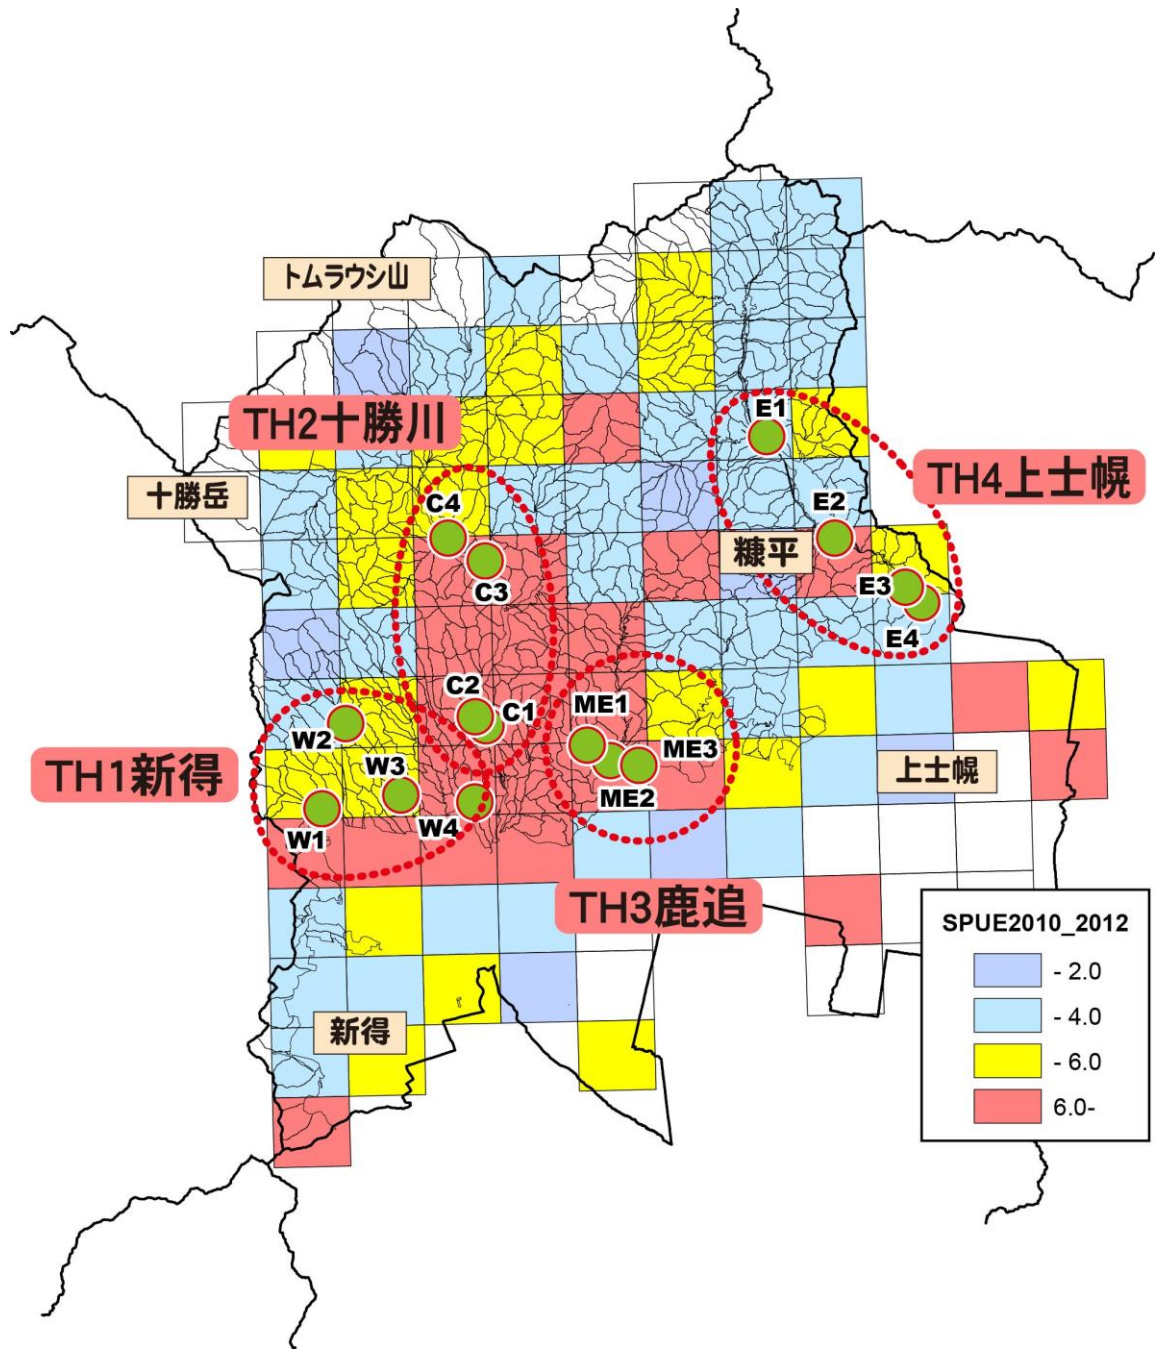 トムラウシ山
E1
TH2十勝川
TH4上士幌
十勝岳
C4
E2
糠平
C3
E3
E4
C2
C1
ME1
W2
ME3
TH1新得
W3
上士幌
ME2
W1
W4
TH3鹿追
SPUE2010_2012
- 2.0
- 4.0
- 6.0
6.0-
新得